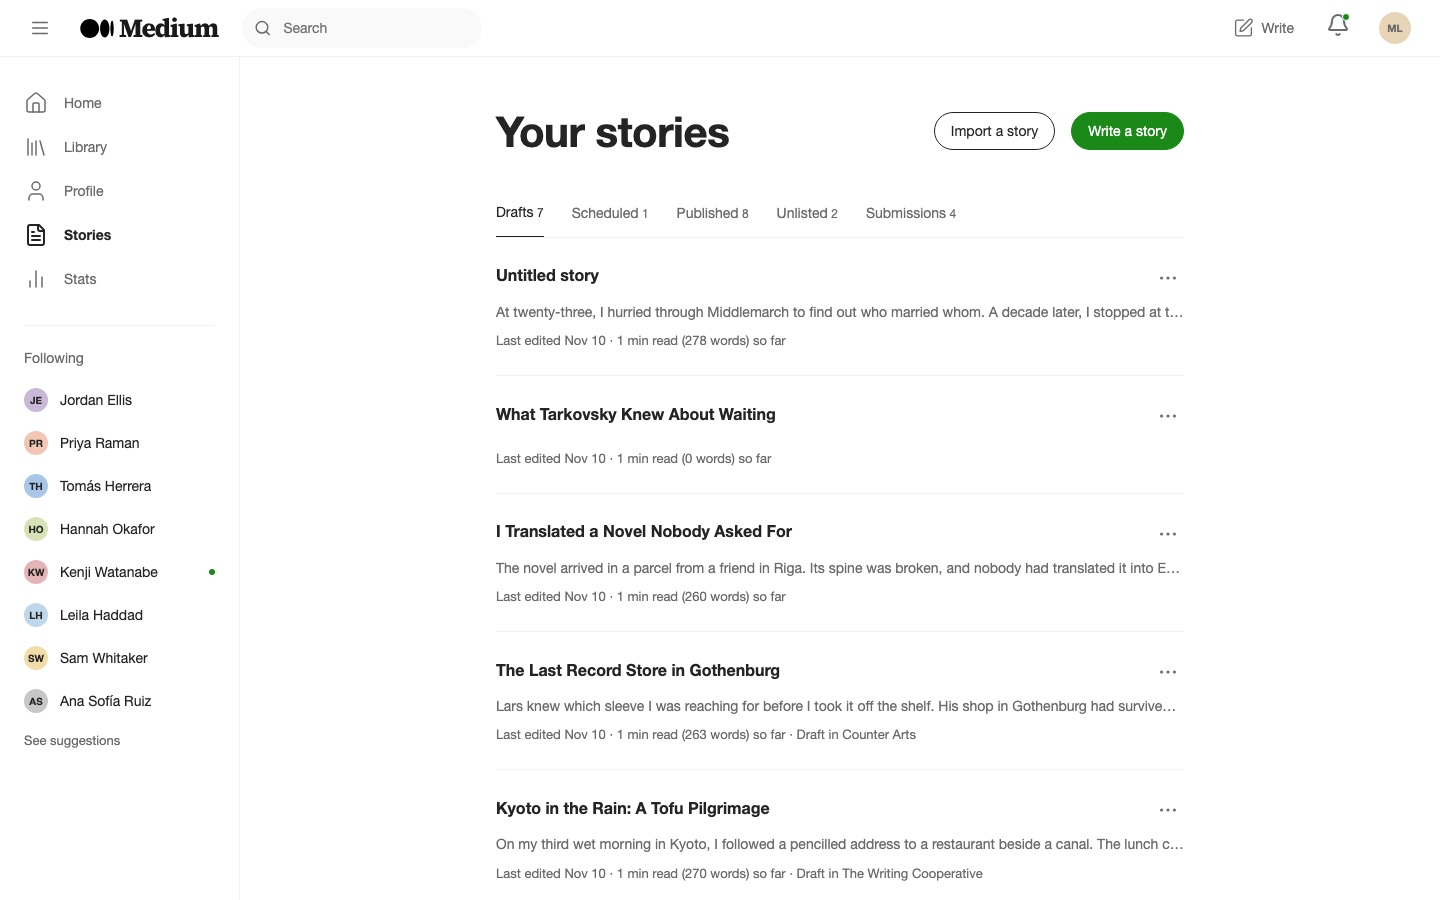 Medium
Search
Write
ML
Home
Library
Profile
Stories
Stats
Following
JE Jordan Ellis
PR Priya Raman
TH Tomás Herrera
HO Hannah Okafor
KW Kenji Watanabe
LH Leila Haddad
SW Sam Whitaker
AS Ana Sofía Ruiz
See suggestions
Your stories
Import a story
Write a story
Drafts 7
Scheduled 1
Published 8
Unlisted 2
Submissions 4
Untitled story
At twenty-three, I hurried through Middlemarch to find out who married whom. A decade later, I stopped at t…
Last edited Nov 10 · 1 min read (278 words) so far
What Tarkovsky Knew About Waiting
Last edited Nov 10 · 1 min read (0 words) so far
I Translated a Novel Nobody Asked For
The novel arrived in a parcel from a friend in Riga. Its spine was broken, and nobody had translated it into E…
Last edited Nov 10 · 1 min read (260 words) so far
The Last Record Store in Gothenburg
Lars knew which sleeve I was reaching for before I took it off the shelf. His shop in Gothenburg had survive…
Last edited Nov 10 · 1 min read (263 words) so far · Draft in Counter Arts
Kyoto in the Rain: A Tofu Pilgrimage
On my third wet morning in Kyoto, I followed a pencilled address to a restaurant beside a canal. The lunch c…
Last edited Nov 10 · 1 min read (270 words) so far · Draft in The Writing Cooperative